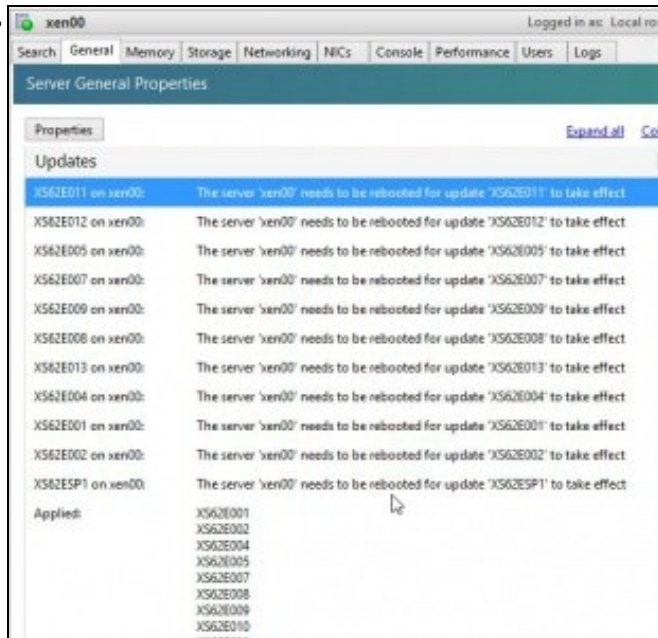 xen00 Logged in as: Local
Search General Memory Storage Networking NICs Console Performance Users Logs
Server General Properties
Properties Expand all
Updates
XS62E011 on xen00: The server 'xen00' needs to be rebooted for update 'XS62E011' to take effect
XS62E012 on xen00: The server 'xen00' needs to be rebooted for update 'XS62E012' to take effect
XS62E005 on xen00: The server 'xen00' needs to be rebooted for update 'XS62E005' to take effect
XS62E007 on xen00: The server 'xen00' needs to be rebooted for update 'XS62E007' to take effect
XS62E009 on xen00: The server 'xen00' needs to be rebooted for update 'XS62E009' to take effect
XS62E008 on xen00: The server 'xen00' needs to be rebooted for update 'XS62E008' to take effect
XS62E013 on xen00: The server 'xen00' needs to be rebooted for update 'XS62E013' to take effect
XS62E004 on xen00: The server 'xen00' needs to be rebooted for update 'XS62E004' to take effect
XS62E001 on xen00: The server 'xen00' needs to be rebooted for update 'XS62E001' to take effect
XS62E002 on xen00: The server 'xen00' needs to be rebooted for update 'XS62E002' to take effect
XS62ESP1 on xen00: The server 'xen00' needs to be rebooted for update 'XS62ESP1' to take effect
Applied: XS62E001
XS62E002
XS62E004
XS62E005
XS62E007
XS62E008
XS62E009
XS62E010